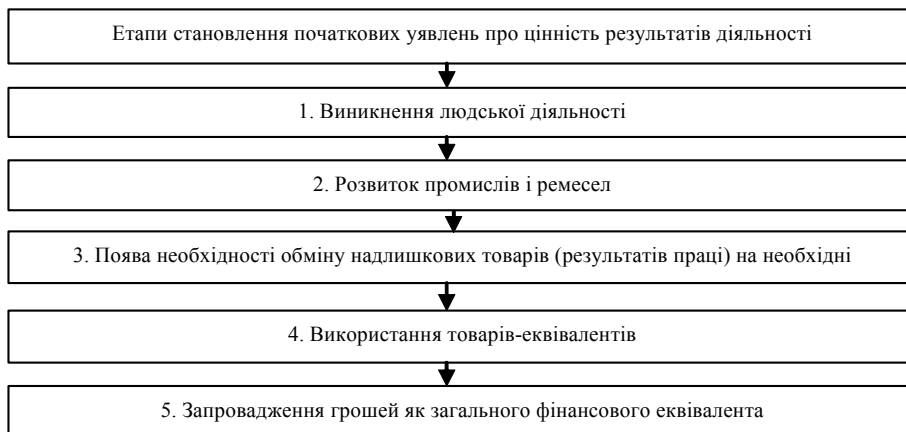 Етапи становлення початкових уявлень про цінність результатів діяльності
1. Виникнення людської діяльності
2. Розвиток промислів і ремесел
3. Поява необхідності обміну надлишкових товарів (результатів праці) на необхідні
4. Використання товарів-еквівалентів
5. Запровадження грошей як загального фінансового еквівалента